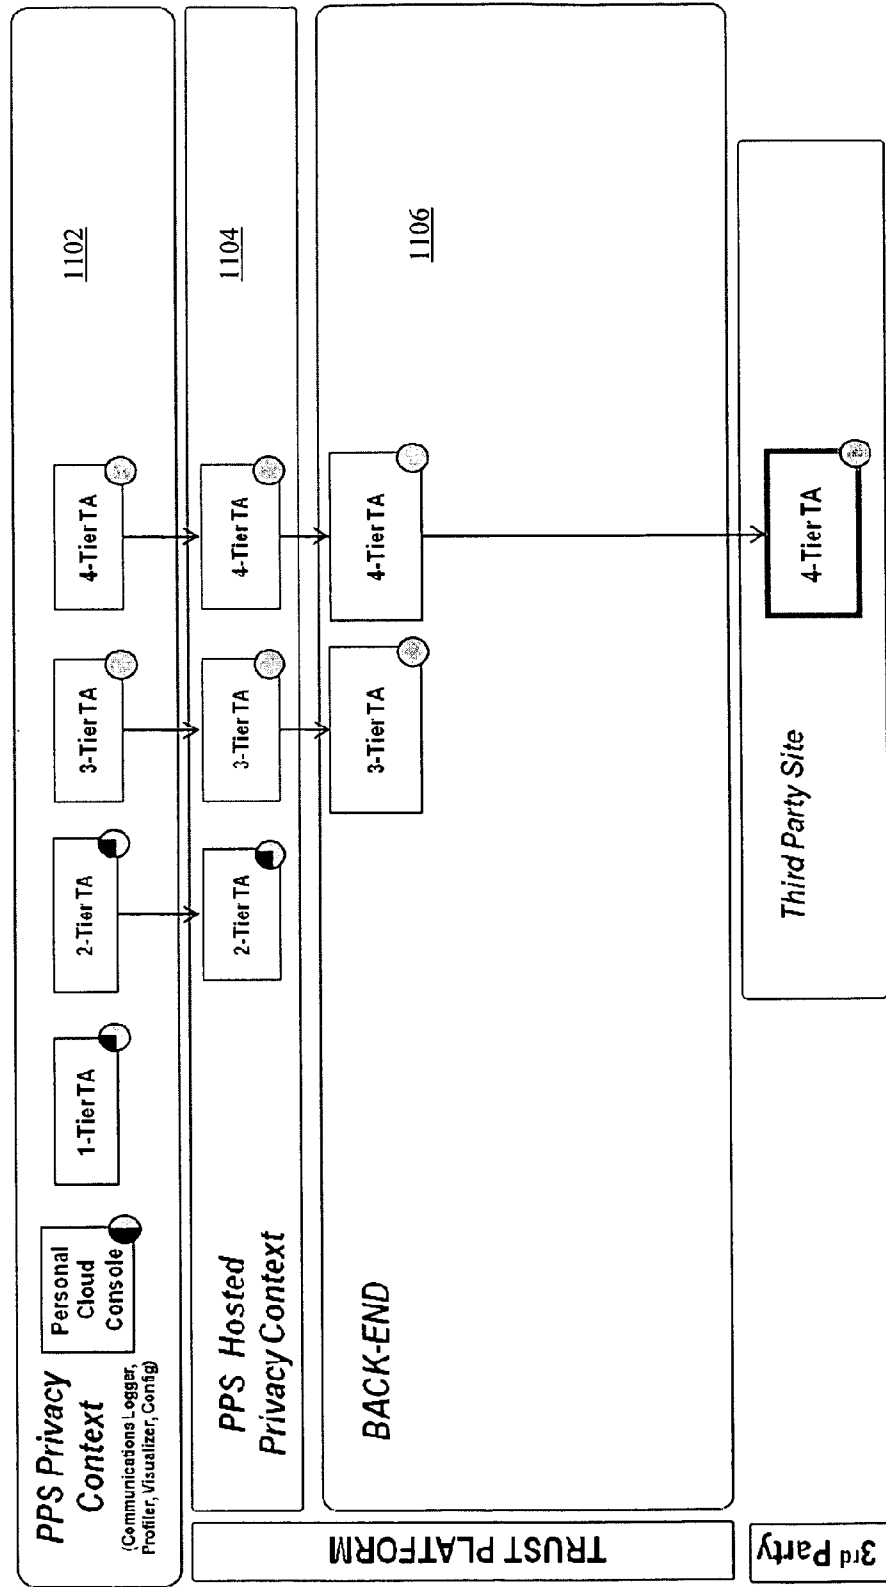 PPS Privacy
Context
(Communications Logger,
Profiler, Visualizer, Config)
Personal
Cloud
Console
1-Tier TA
2-Tier TA
3-Tier TA
4-Tier TA
1102
PPS Hosted
Privacy Context
2-Tier TA
3-Tier TA
4-Tier TA
1104
BACK-END
3-Tier TA
4-Tier TA
1106
TRUST PLATFORM
Third Party Site
4-Tier TA
3rd Party